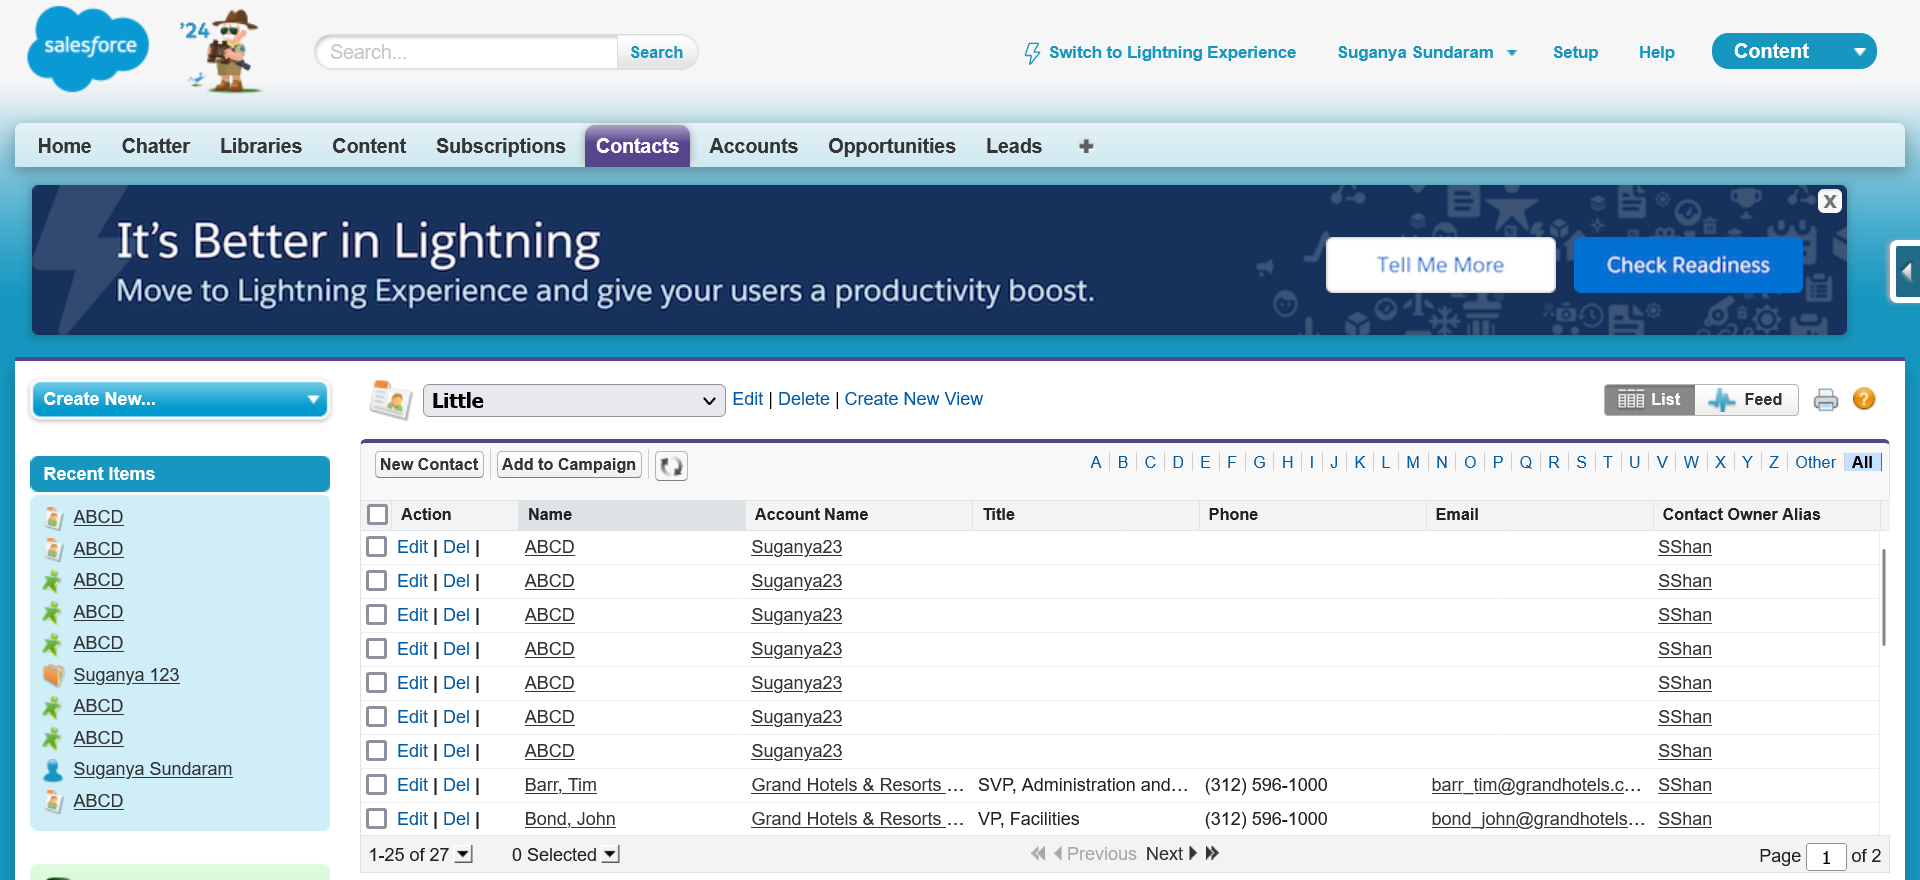 salesforce
'24
Search...
Search
Switch to Lightning Experience
Suganya Sundaram
Setup
Help
Content
Home Chatter Libraries Content Subscriptions Contacts Accounts Opportunities Leads +
X
It's Better in Lightning
Move to Lightning Experience and give your users a productivity boost.
Tell Me More
Check Readiness
Create New...
Recent Items
ABCD
ABCD
ABCD
ABCD
ABCD
Suganya 123
ABCD
ABCD
Suganya Sundaram
ABCD
Little
Edit | Delete | Create New View
List
Feed
?
New Contact
Add to Campaign
A B C D E F G H I J K L M N O P Q R S T U V W X Y Z Other All
Action Name Account Name Title Phone Email Contact Owner Alias
Edit | Del | ABCD Suganya23 SShan
Edit | Del | ABCD Suganya23 SShan
Edit | Del | ABCD Suganya23 SShan
Edit | Del | ABCD Suganya23 SShan
Edit | Del | ABCD Suganya23 SShan
Edit | Del | ABCD Suganya23 SShan
Edit | Del | ABCD Suganya23 SShan
Edit | Del | Barr, Tim Grand Hotels & Resorts ... SVP, Administration and... (312) 596-1000 barr_tim@grandhotels.c... SShan
Edit | Del | Bond, John Grand Hotels & Resorts ... VP, Facilities (312) 596-1000 bond_john@grandhotels... SShan
1-25 of 27
0 Selected
Previous Next
Page 1 of 2